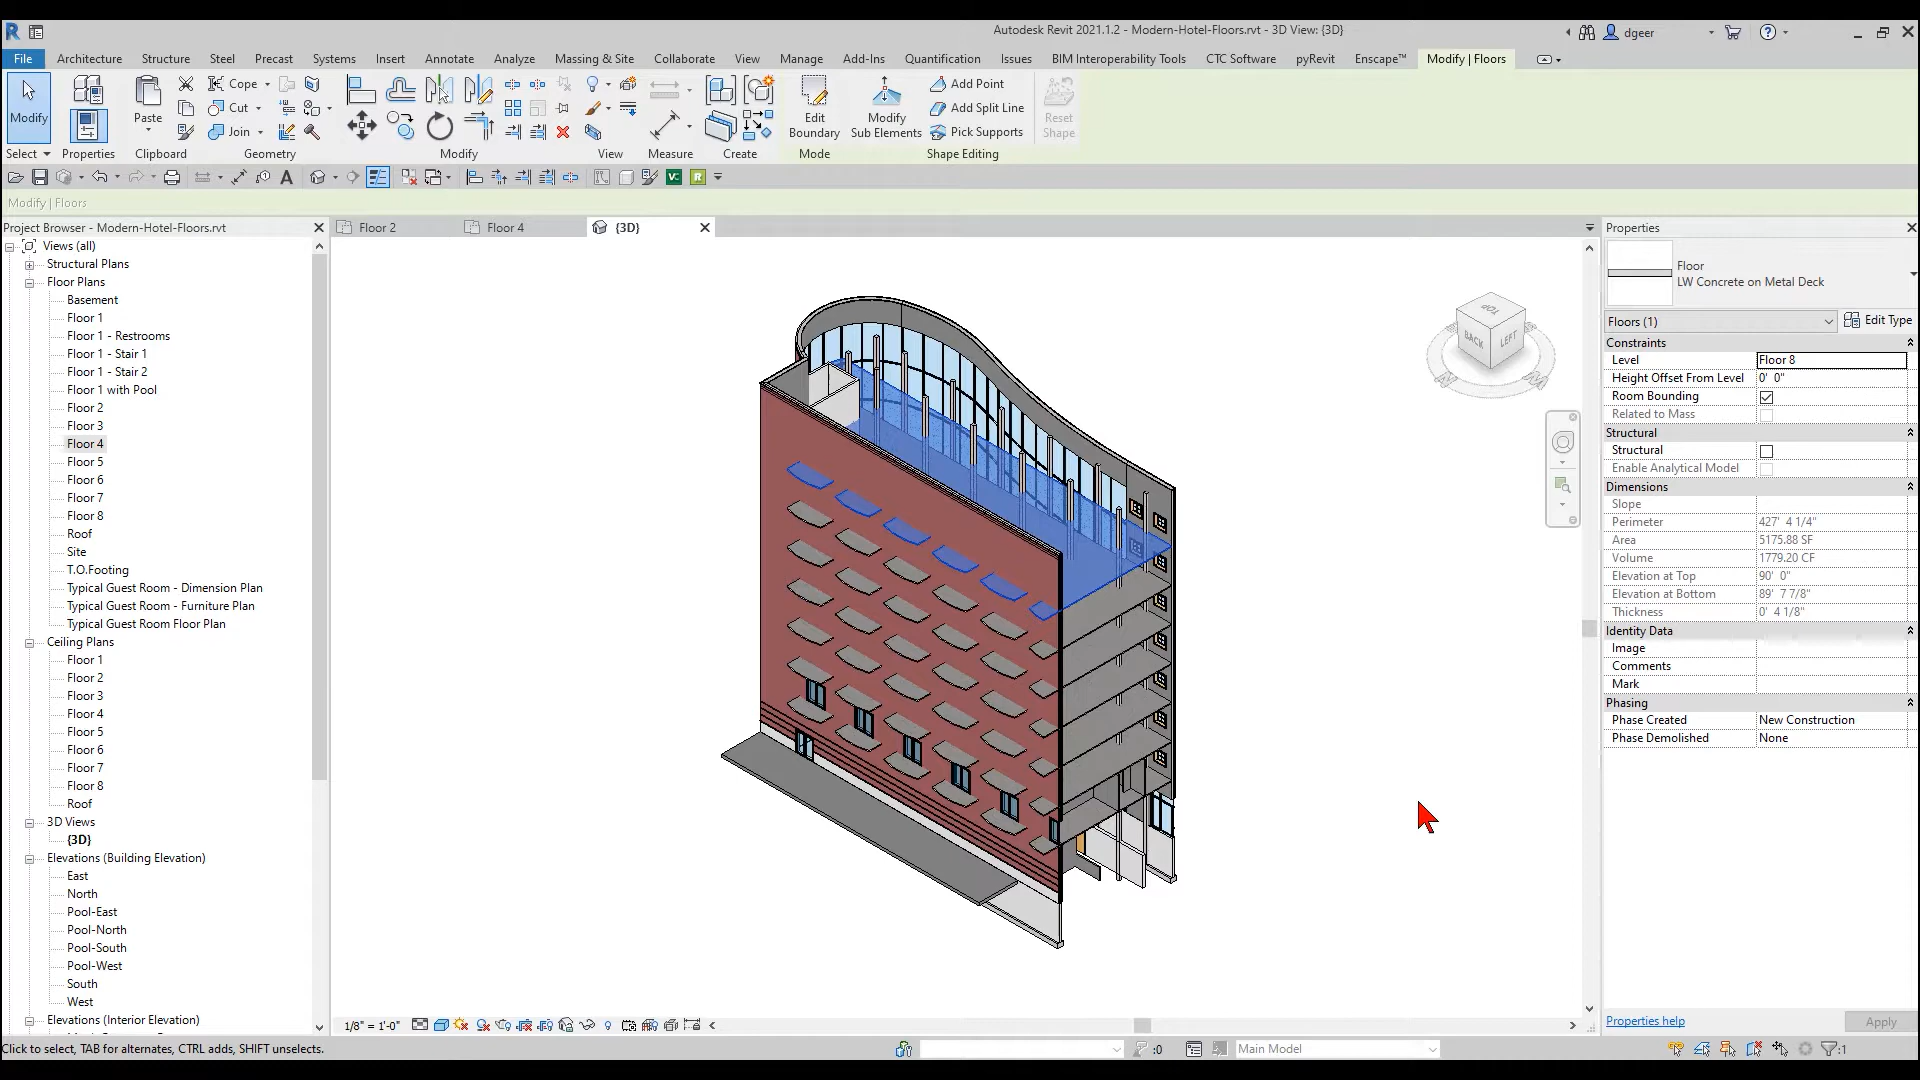 Autodesk Revit 2021.1.2 - Modern-Hotel-Floors.rvt - 3D View: {3D}
dgeer
File Architecture Structure Steel Precast Systems Insert Annotate Analyze Massing & Site Collaborate View Manage Add-Ins Quantification Issues BIM Interoperability Tools CTC Software pyRevit Enscape™ Modify | Floors
Cope
Add Point
Cut
Add Split Line
Modify
Paste
Edit
Modify
Reset
Join
Boundary
Sub Elements
Pick Supports
Shape
Select Properties Clipboard Geometry Modify View Measure Create Mode Shape Editing
Modify | Floors
Project Browser - Modern-Hotel-Floors.rvt
Views (all)
Structural Plans
Floor Plans
Basement
Floor 1
Floor 1 - Restrooms
Floor 1 - Stair 1
Floor 1 - Stair 2
Floor 1 with Pool
Floor 2
Floor 3
Floor 4
Floor 5
Floor 6
Floor 7
Floor 8
Roof
Site
T.O.Footing
Typical Guest Room - Dimension Plan
Typical Guest Room - Furniture Plan
Typical Guest Room Floor Plan
Ceiling Plans
Floor 1
Floor 2
Floor 3
Floor 4
Floor 5
Floor 6
Floor 7
Floor 8
Roof
3D Views
{3D}
Elevations (Building Elevation)
East
North
Pool-East
Pool-North
Pool-South
Pool-West
South
West
Elevations (Interior Elevation)
Floor 2 Floor 4 {3D}
TOP
BACK
LEFT
1/8" = 1'-0"
Properties
Floor
LW Concrete on Metal Deck
Floors (1) Edit Type
Constraints
Level Floor 8
Height Offset From Level 0' 0"
Room Bounding
Related to Mass
Structural
Structural
Enable Analytical Model
Dimensions
Slope
Perimeter 427' 4 1/4"
Area 5175.88 SF
Volume 1779.20 CF
Elevation at Top 90' 0"
Elevation at Bottom 89' 7 7/8"
Thickness 0' 4 1/8"
Identity Data
Image
Comments
Mark
Phasing
Phase Created New Construction
Phase Demolished None
Properties help Apply
Click to select, TAB for alternates, CTRL adds, SHIFT unselects.
:0
Main Model
:1